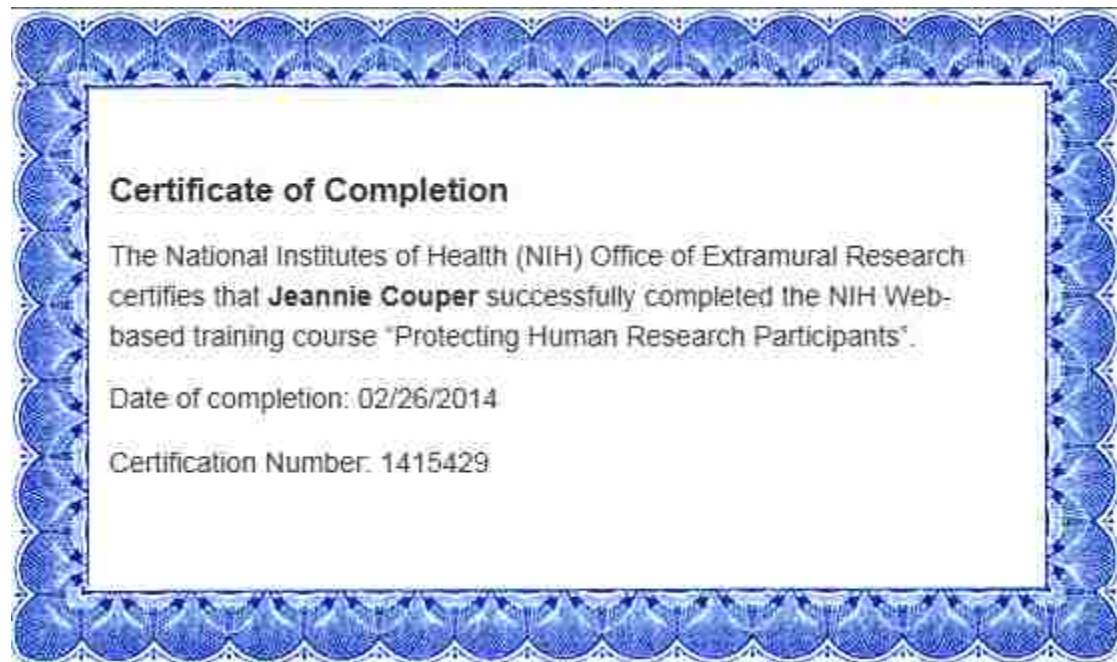 Certificate of Completion
The National Institutes of Health (NIH) Office of Extramural Research
certifies that Jeannie Couper successfully completed the NIH Web-
based training course "Protecting Human Research Participants".
Date of completion: 02/26/2014
Certification Number: 1415429